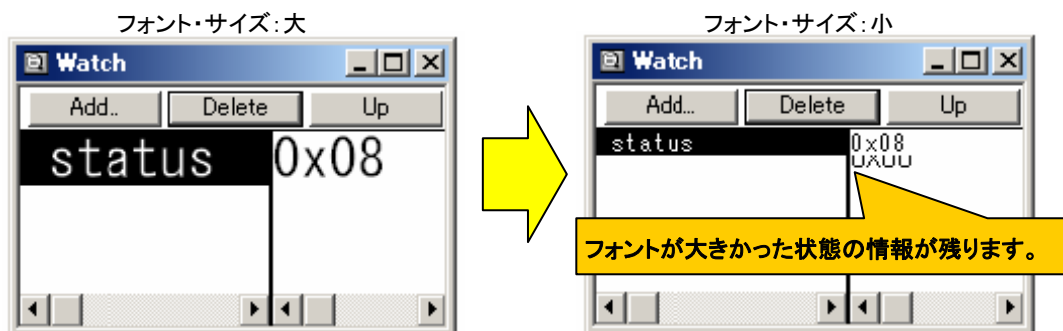 フォント・サイズ：大
Watch
Add..
Delete
Up
status
0x08
フォント・サイズ：小
Watch
Add...
Delete
Up
status
0x08
フォントが大きかった状態の情報が残ります。